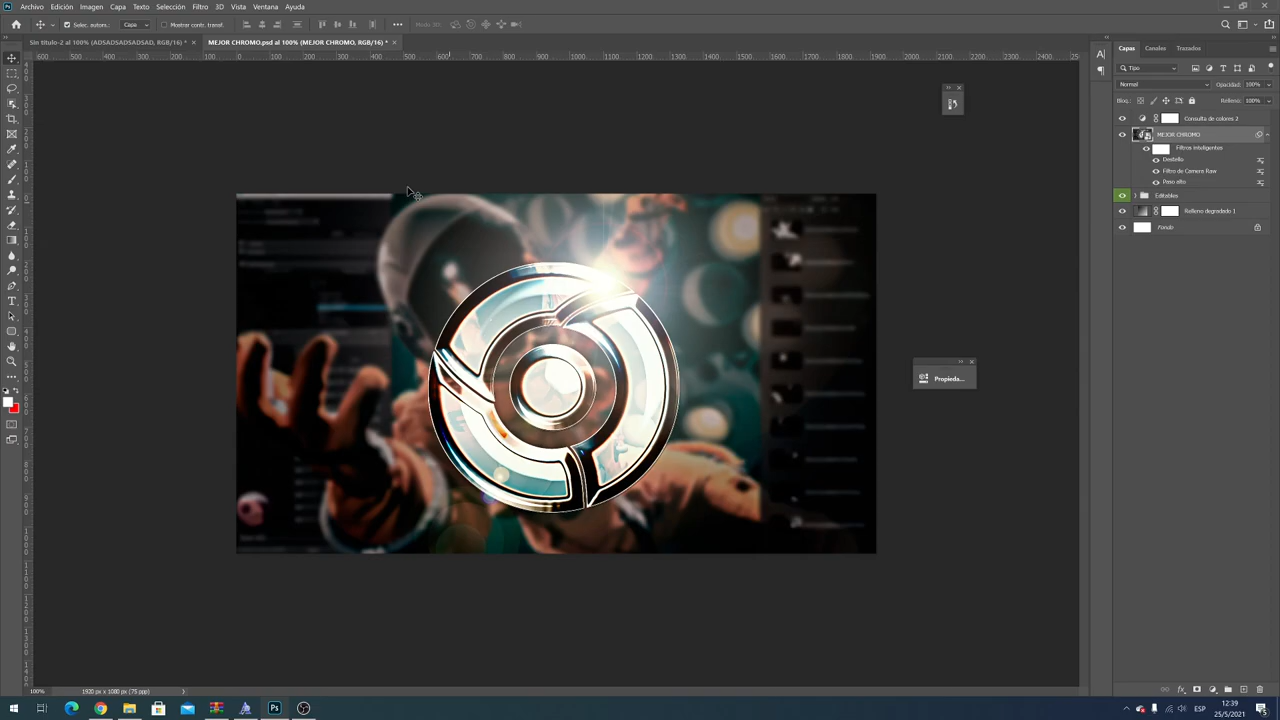 Archivo Edición Imagen Capa Texto Selección Filtro 3D Vista Ventana Ayuda
Selec. autom.: Capa Mostrar contr. transf. Modo 3D:
Sin título-2 al 100% (ADSADSADSADSAD, RGB/16) *
MEJOR CHROMO.psd al 100% (MEJOR CHROMO, RGB/16) *
Capas Canales Trazados
Tipo
Normal Opacidad: 100%
Bloq.: Relleno: 100%
Consulta de colores 2
MEJOR CHROMO
Filtros inteligentes
Destello
Filtro de Camera Raw
Paso alto
Editables
Relleno degradado 1
Fondo
Propieda...
100% 1920 px x 1080 px (75 ppp)
ESP
12:39
25/5/2021